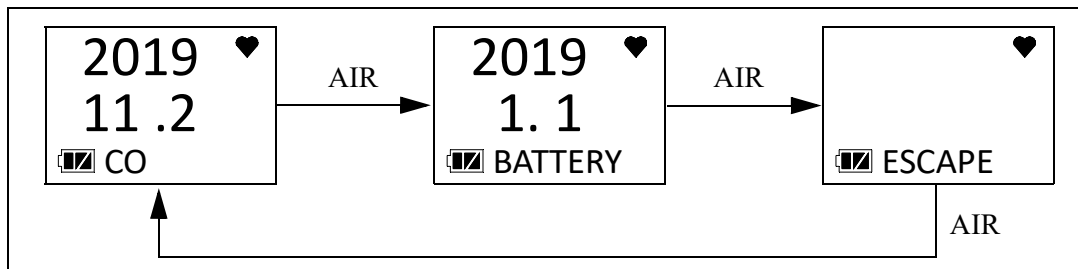 2019
11 .2
CO
AIR
2019
1. 1
BATTERY
AIR
ESCAPE
AIR